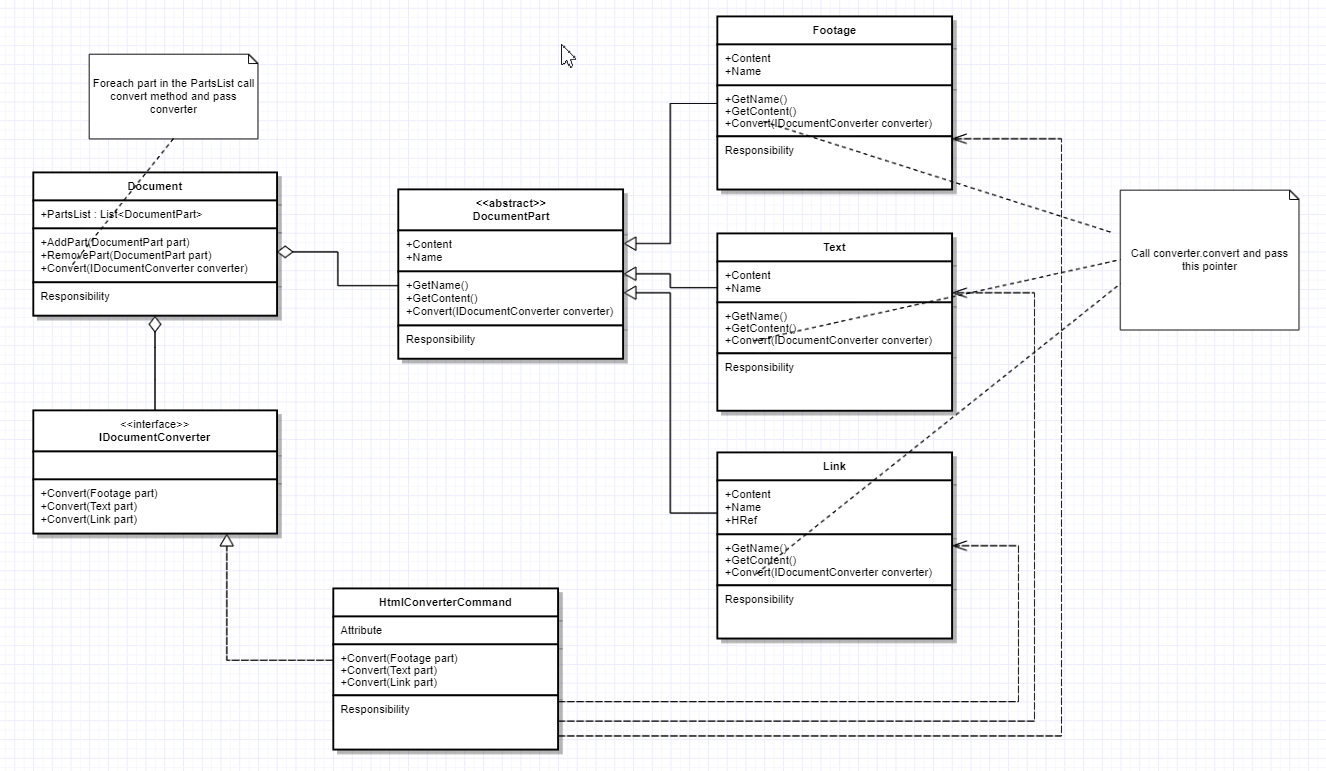 Foreach part in the PartsList call
convert method and pass
converter
Document
+PartsList : List<DocumentPart>
+AddPart(DocumentPart part)
+RemovePart(DocumentPart part)
+Convert(IDocumentConverter converter)
Responsibility
<<interface>>
IDocumentConverter
+Convert(Footage part)
+Convert(Text part)
+Convert(Link part)
<<abstract>>
DocumentPart
+Content
+Name
+GetName()
+GetContent()
+Convert(IDocumentConverter converter)
Responsibility
HtmlConverterCommand
Attribute
+Convert(Footage part)
+Convert(Text part)
+Convert(Link part)
Responsibility
Footage
+Content
+Name
+GetName()
+GetContent()
+Convert(IDocumentConverter converter)
Responsibility
Text
+Content
+Name
+GetName()
+GetContent()
+Convert(IDocumentConverter converter)
Responsibility
Link
+Content
+Name
+HRef
+GetName()
+GetContent()
+Convert(IDocumentConverter converter)
Responsibility
Call converter.convert and pass
this pointer